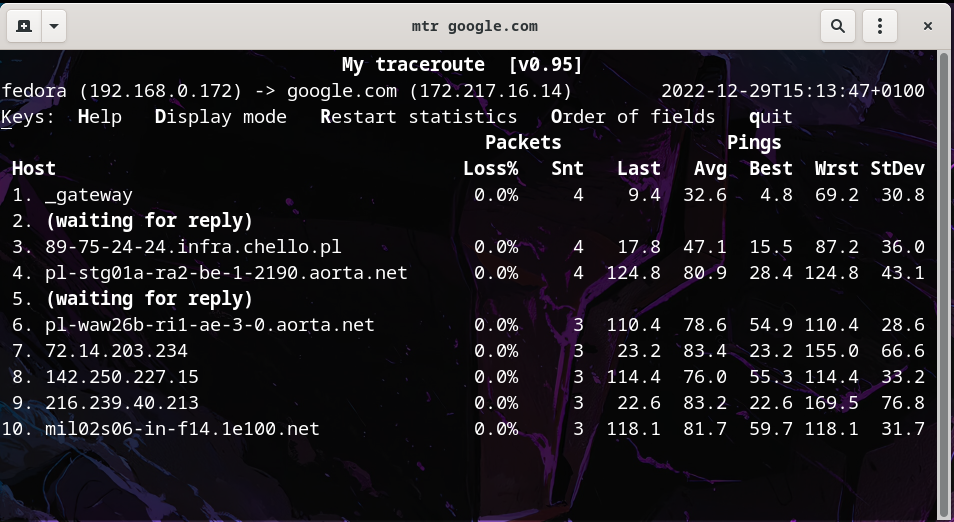 mtr google.com
My traceroute [v0.95]
fedora (192.168.0.172) -> google.com (172.217.16.14) 2022-12-29T15:13:47+0100
Keys: Help Display mode Restart statistics Order of fields quit
Packets Pings
Host Loss% Snt Last Avg Best Wrst StDev
1. _gateway 0.0% 4 9.4 32.6 4.8 69.2 30.8
2. (waiting for reply)
3. 89-75-24-24.infra.chello.pl 0.0% 4 17.8 47.1 15.5 87.2 36.0
4. pl-stg01a-ra2-be-1-2190.aorta.net 0.0% 4 124.8 80.9 28.4 124.8 43.1
5. (waiting for reply)
6. pl-waw26b-ri1-ae-3-0.aorta.net 0.0% 3 110.4 78.6 54.9 110.4 28.6
7. 72.14.203.234 0.0% 3 23.2 83.4 23.2 155.0 66.6
8. 142.250.227.15 0.0% 3 114.4 76.0 55.3 114.4 33.2
9. 216.239.40.213 0.0% 3 22.6 83.2 22.6 169.5 76.8
10. mil02s06-in-f14.1e100.net 0.0% 3 118.1 81.7 59.7 118.1 31.7